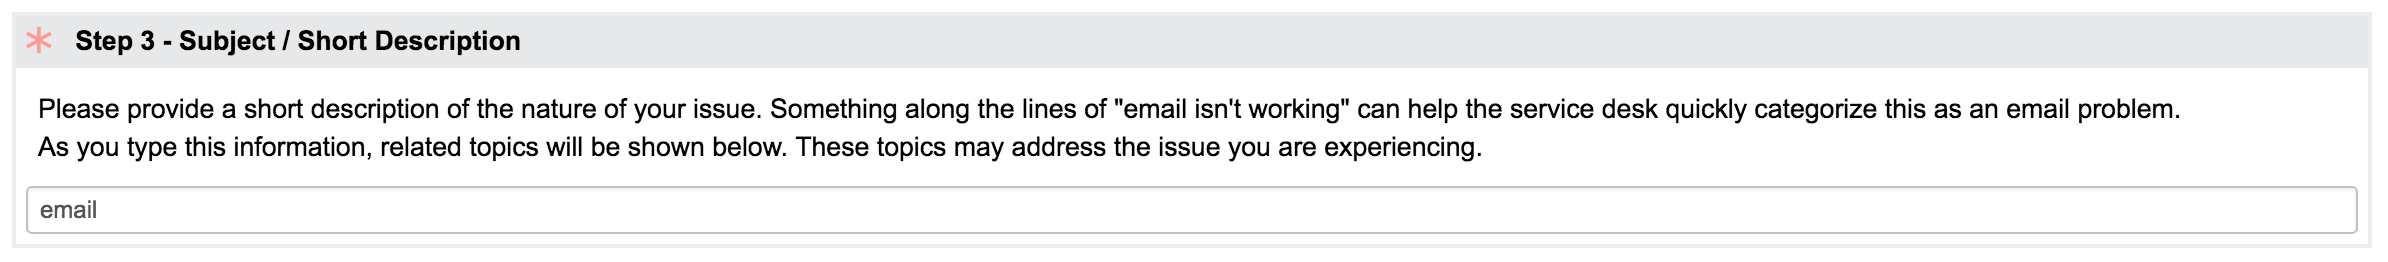 Step 3 - Subject / Short Description
Please provide a short description of the nature of your issue. Something along the lines of "email isn't working" can help the service desk quickly categorize this as an email problem.
As you type this information, related topics will be shown below. These topics may address the issue you are experiencing.
email